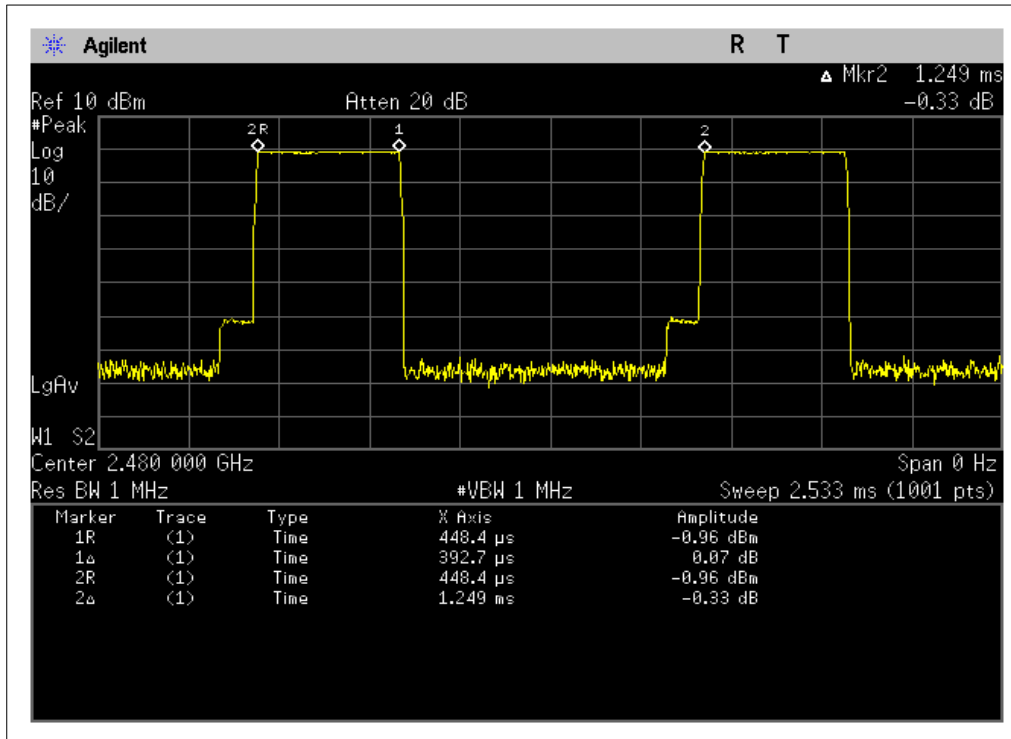 Agilent R T
Δ Mkr2 1.249 ms
Ref 10 dBm Atten 20 dB -0.33 dB
#Peak
Log
10
dB/
2R 1 2
LgAv
W1 S2
Center 2.480 000 GHz Span 0 Hz
Res BW 1 MHz #VBW 1 MHz Sweep 2.533 ms (1001 pts)
Marker Trace Type X Axis Amplitude
1R (1) Time 448.4 µs -0.96 dBm
1Δ (1) Time 392.7 µs 0.07 dB
2R (1) Time 448.4 µs -0.96 dBm
2Δ (1) Time 1.249 ms -0.33 dB